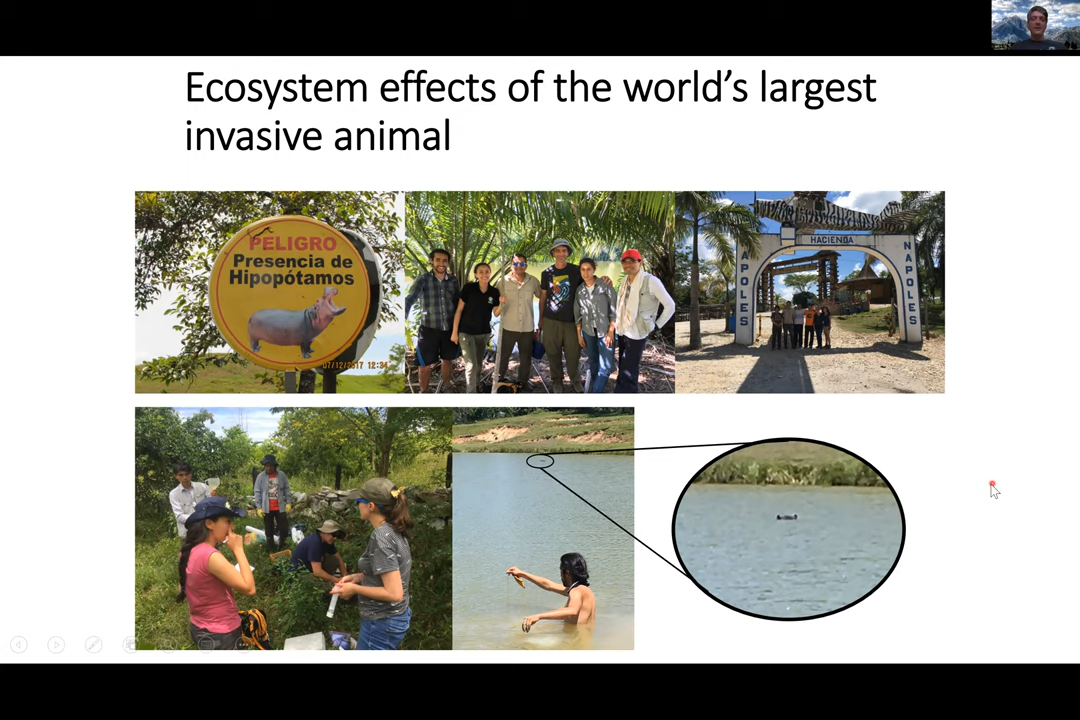 Ecosystem effects of the world's largest
invasive animal
PELIGRO
Presencia de
Hipopótamos
07/12/2017 12:34
HACIENDA
NAPOLES
NAPOLES